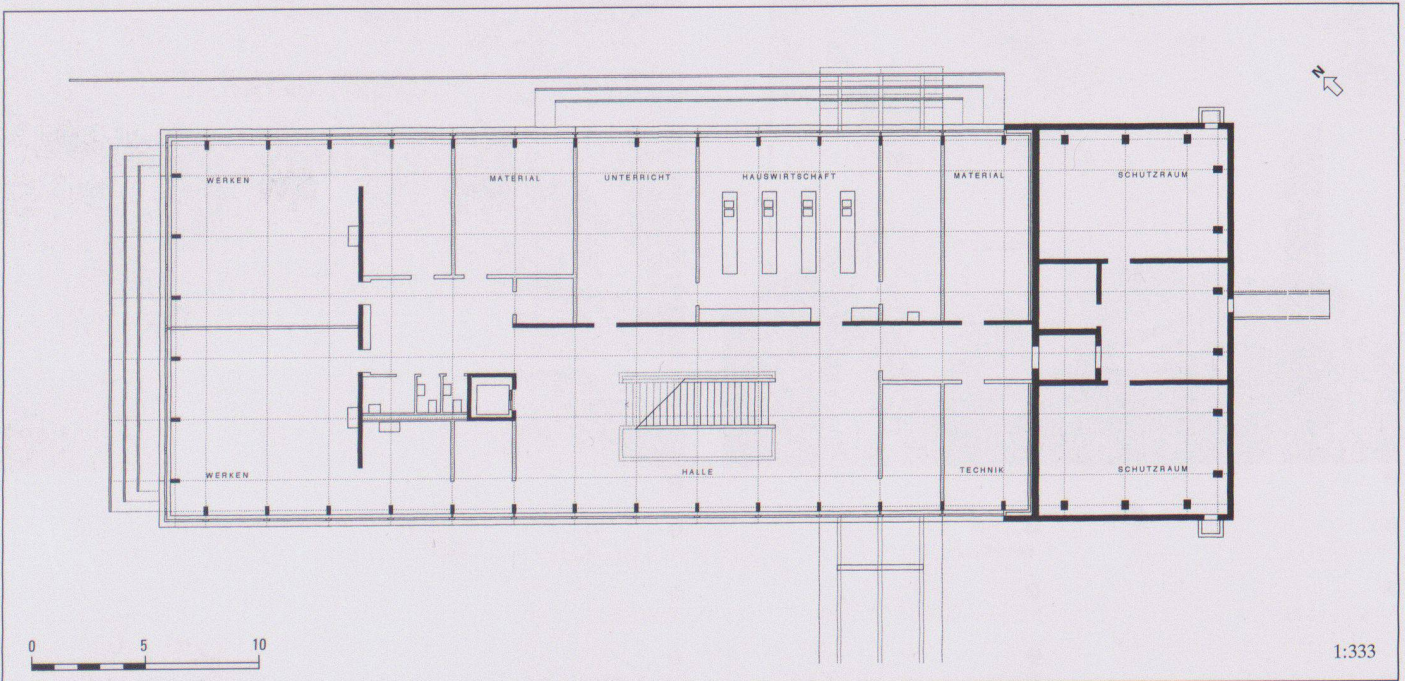 N
WERKEN
MATERIAL
UNTERRICHT
HAUSWIRTSCHAFT
MATERIAL
SCHUTZRAUM
WERKEN
HALLE
TECHNIK
SCHUTZRAUM
0 5 10
1:333